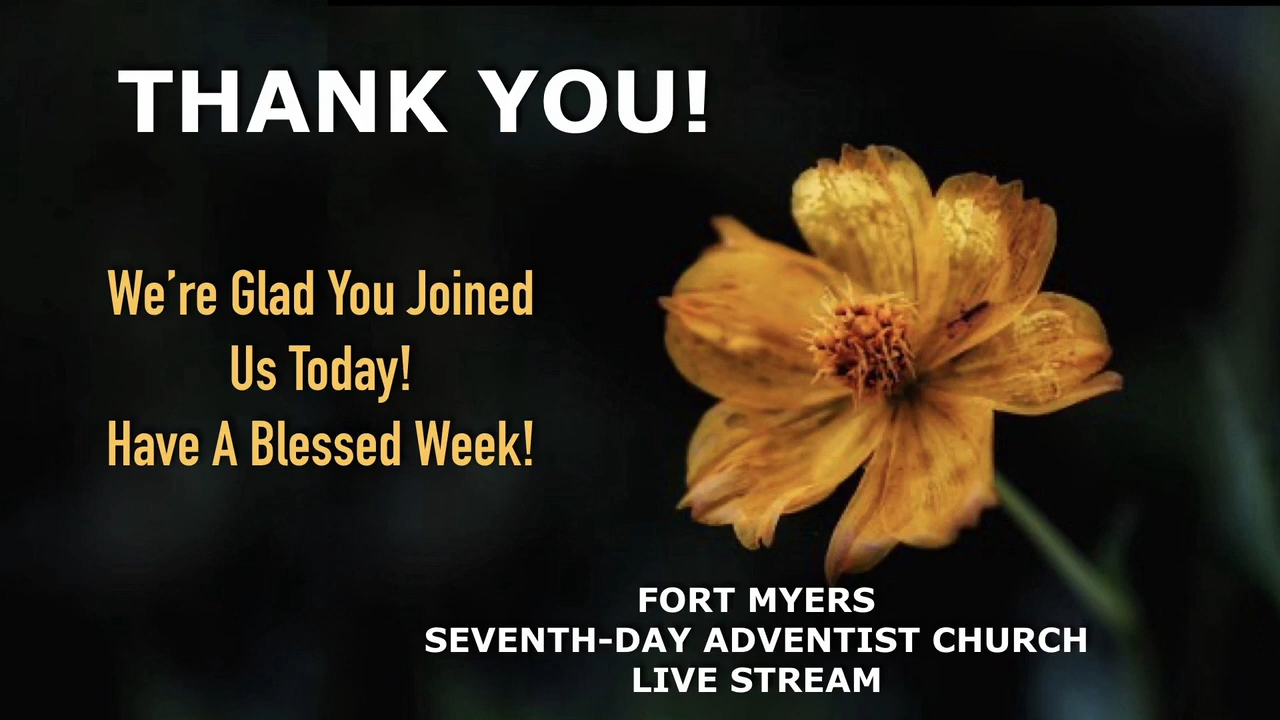 THANK YOU!
We’re Glad You Joined
Us Today!
Have A Blessed Week!
FORT MYERS
SEVENTH-DAY ADVENTIST CHURCH
LIVE STREAM